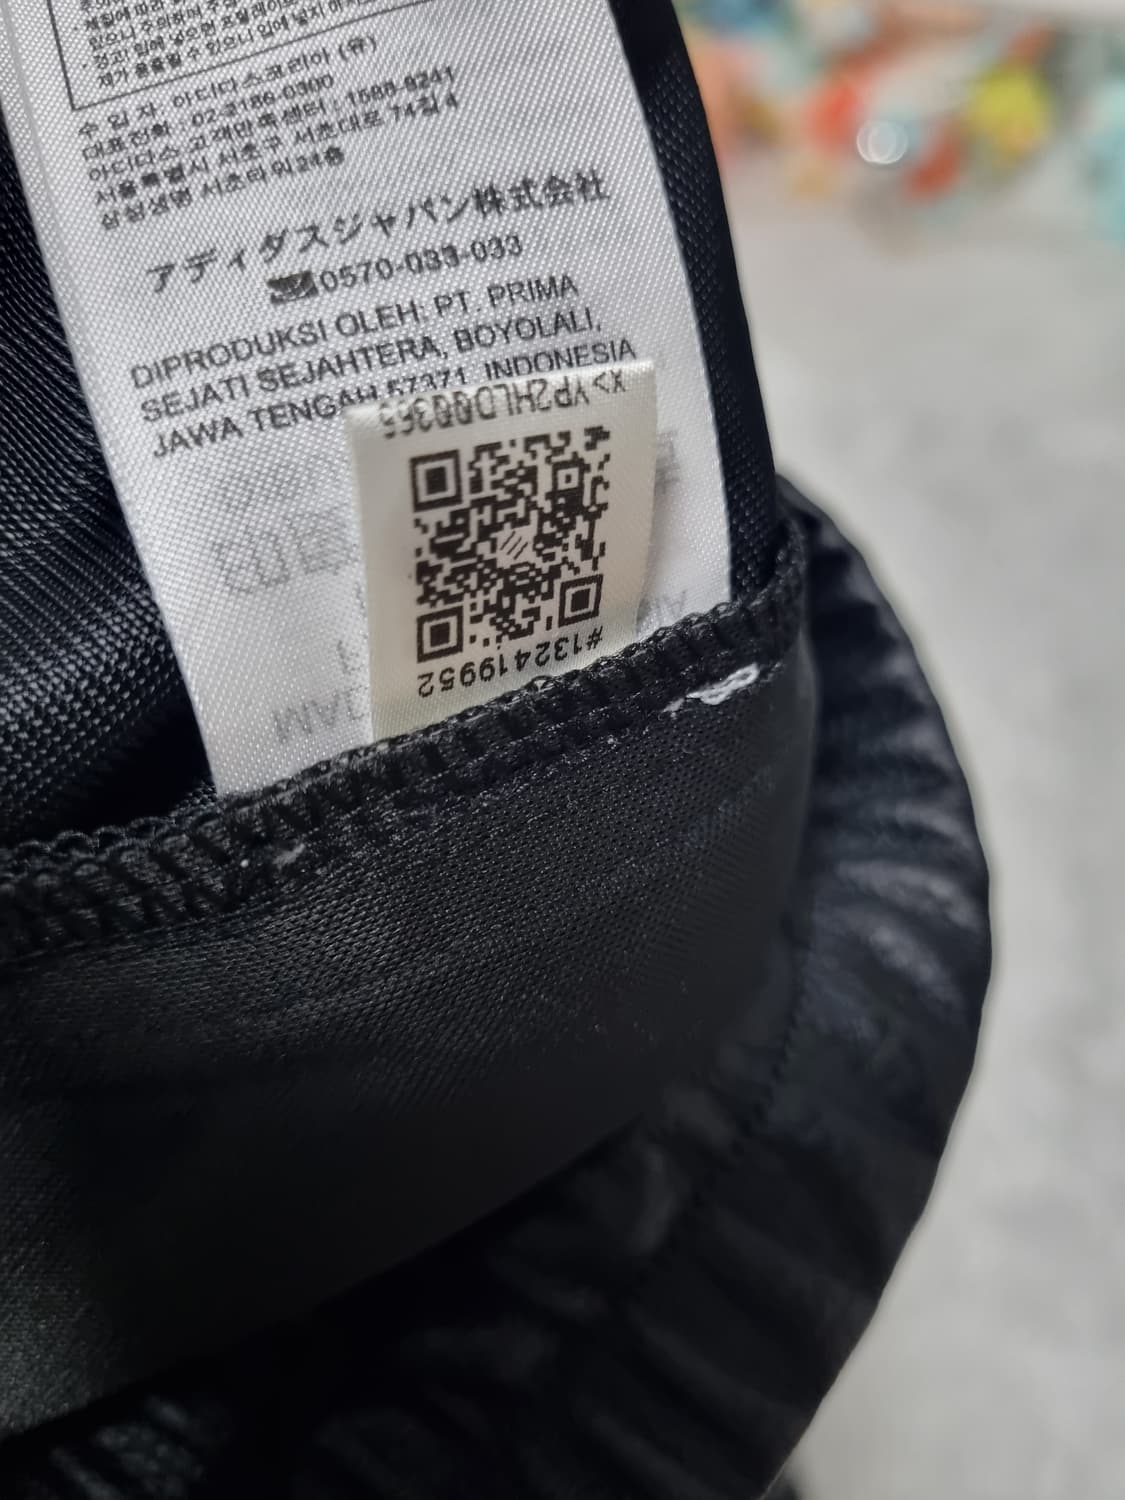 수 입 자 : 아디다스코리아 (유)
대표전화 : 02-2186-0300
아디다스 고객만족센터 : 1588-8241
서울특별시 서초구 서초대로 74길 4
삼성생명 서초타워24층
アディダスジャパン株式会社
0570-033-033
DIPRODUKSI OLEH: PT. PRIMA
SEJATI SEJAHTERA, BOYOLALI,
JAWA TENGAH 57371, INDONESIA
X>YP2HLD00365
#132419952